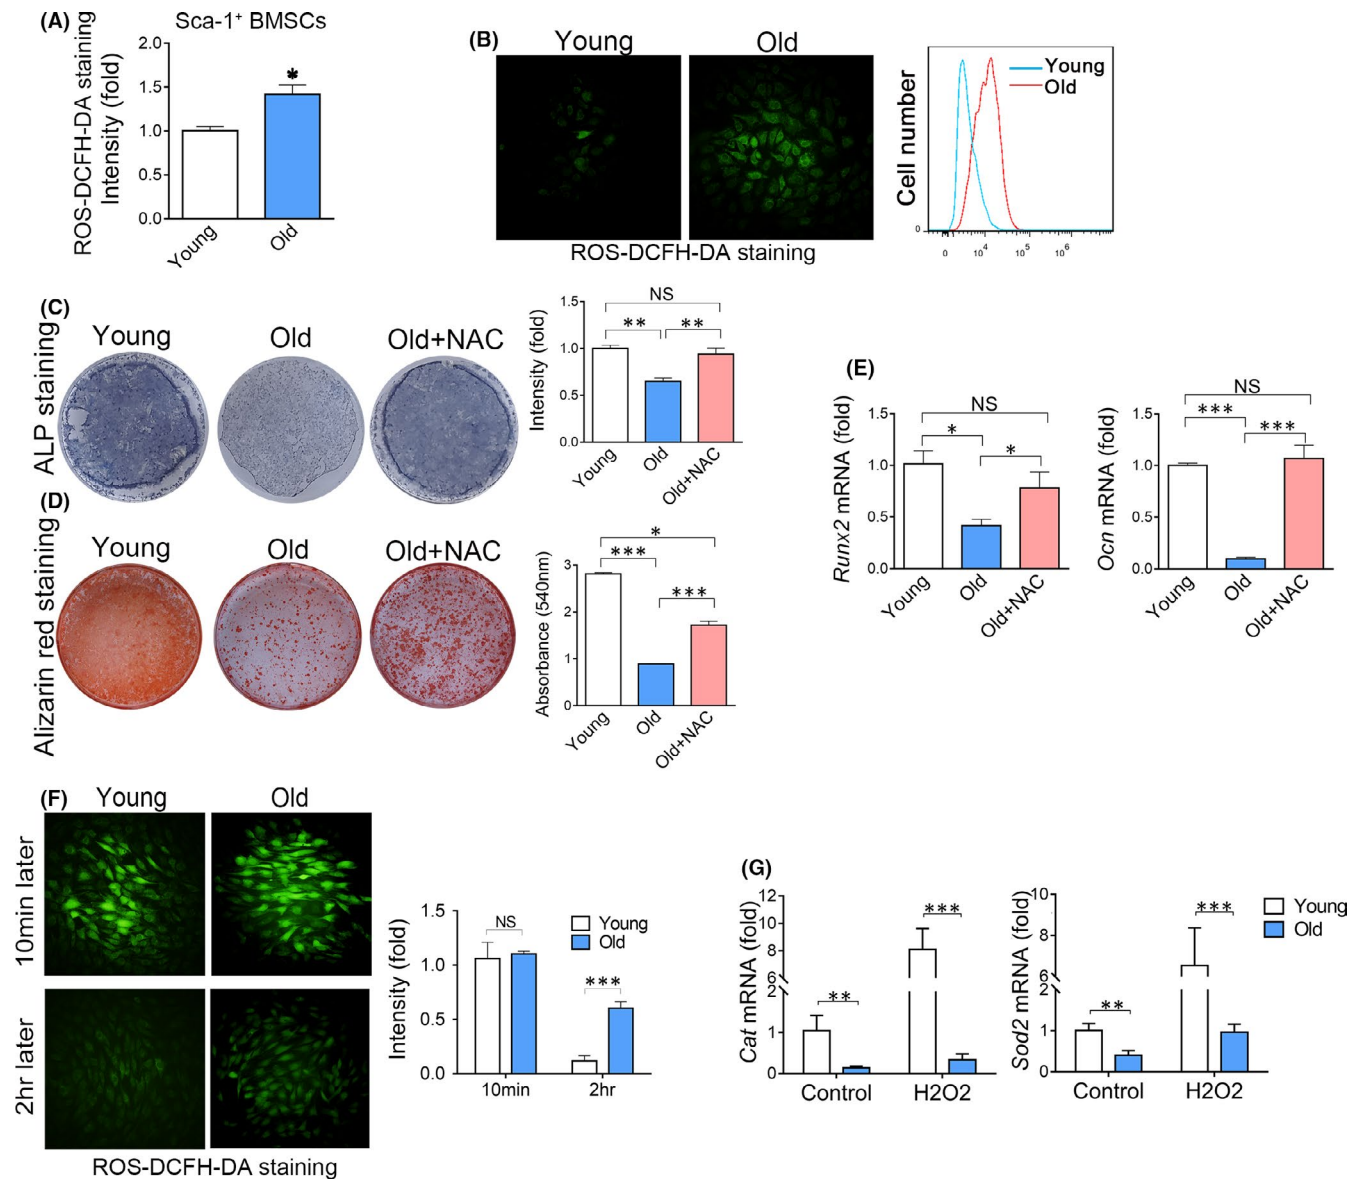 (A)
Sca-1⁺ BMSCs
ROS-DCFH-DA staining
Intensity (fold)
2.0
1.5
1.0
0.5
0.0
*
Young
Old
(B)
Young
Old
ROS-DCFH-DA staining
Cell number
Young
Old
0
0
10⁴
10⁵
10⁶
(C)
ALP staining
Young
Old
Old+NAC
Intensity (fold)
1.5
1.0
0.5
0.0
NS
**
**
Young
Old
Old+NAC
(D)
Alizarin red staining
Young
Old
Old+NAC
Absorbance (540nm)
3
2
1
0
*
***
***
Young
Old
Old+NAC
(E)
Runx2 mRNA (fold)
1.5
1.0
0.5
0.0
NS
*
*
Young
Old
Old+NAC
Ocn mRNA (fold)
1.5
1.0
0.5
0.0
NS
***
***
Young
Old
Old+NAC
(F)
Young
Old
10min later
2hr later
ROS-DCFH-DA staining
Intensity (fold)
1.5
1.0
0.5
0.0
NS
***
Young
Old
10min
2hr
(G)
Cat mRNA (fold)
12
10
8
6
2
1
0
**
***
Control
H2O2
Sod2 mRNA (fold)
10
8
6
2
1
0
**
***
Control
H2O2
Young
Old